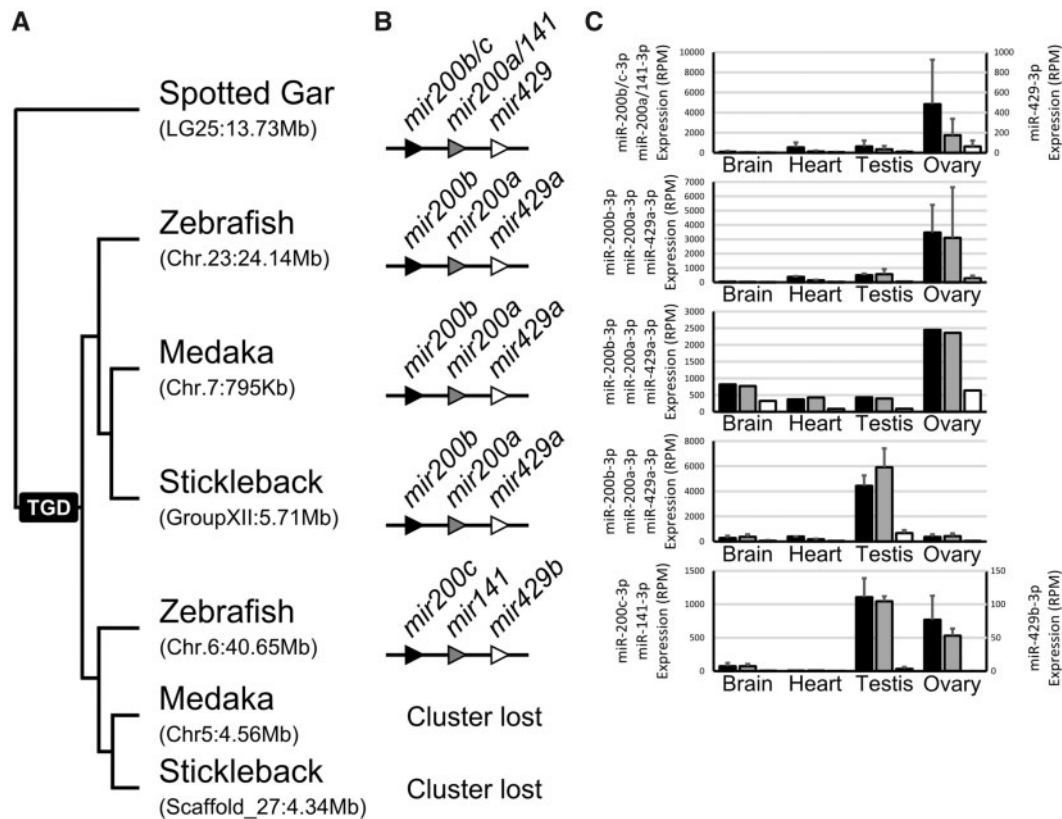 A
B
C
Spotted Gar
(LG25:13.73Mb)
mir200b/c
mir200a/141
mir429
miR-200b/c-3p
miR-200a/141-3p
Expression (RPM)
10000
8000
6000
4000
2000
0
1000
800
600
400
200
0
miR-429-3p
Expression (RPM)
Brain Heart Testis Ovary
Zebrafish
(Chr.23:24.14Mb)
mir200b
mir200a
mir429a
miR-200b-3p
miR-200a-3p
miR-429a-3p
Expression (RPM)
7000
6000
5000
4000
3000
2000
1000
0
Brain Heart Testis Ovary
Medaka
(Chr.7:795Kb)
mir200b
mir200a
mir429a
miR-200b-3p
miR-200a-3p
miR-429a-3p
Expression (RPM)
3000
2500
2000
1500
1000
500
0
Brain Heart Testis Ovary
Stickleback
(GroupXII:5.71Mb)
mir200b
mir200a
mir429a
miR-200b-3p
miR-200a-3p
miR-429a-3p
Expression (RPM)
8000
6000
4000
2000
0
Brain Heart Testis Ovary
TGD
Zebrafish
(Chr.6:40.65Mb)
mir200c
mir141
mir429b
miR-200c-3p
miR-141-3p
Expression (RPM)
1500
1000
500
0
150
100
50
0
miR-429b-3p
Expression (RPM)
Brain Heart Testis Ovary
Medaka
(Chr5:4.56Mb)
Cluster lost
Stickleback
(Scaffold_27:4.34Mb)
Cluster lost